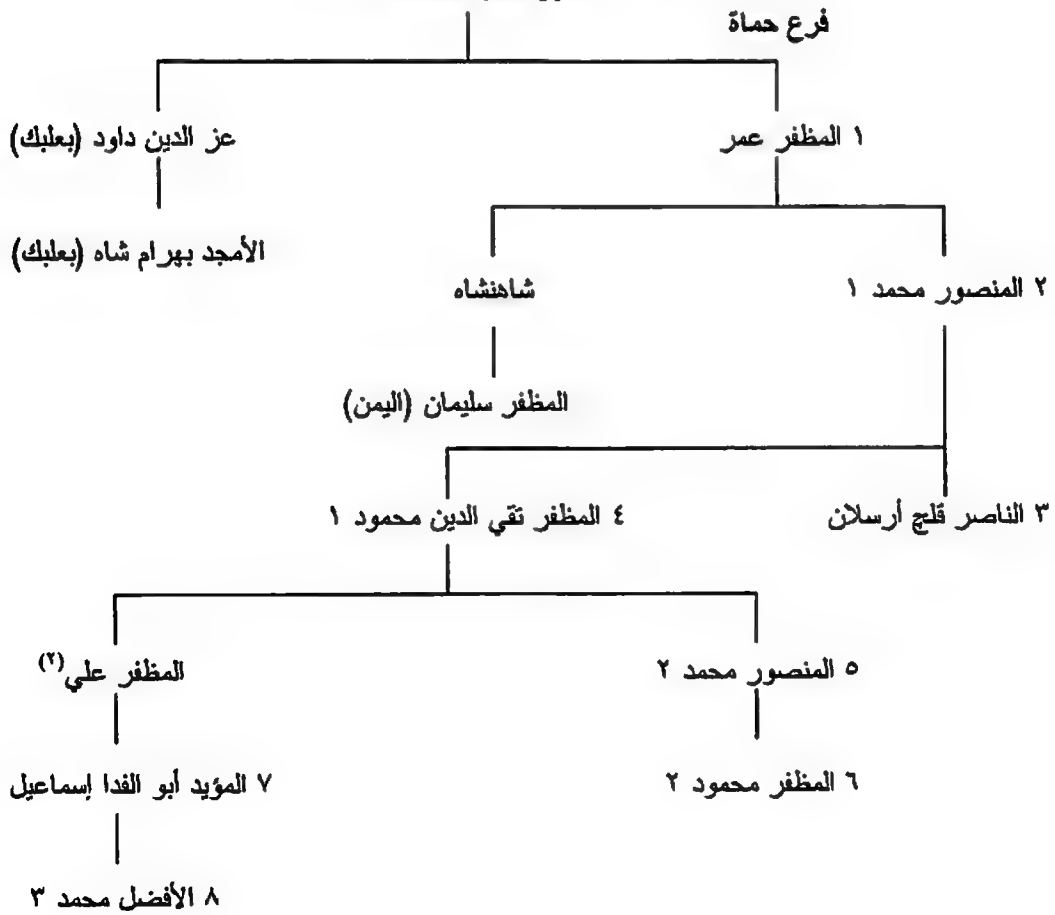 فرع حماة
١ المظفر عمر
عز الدين داود (بعلبك)
الأمجد بهرام شاه (بعلبك)
٢ المنصور محمد ١
شاهنشاه
المظفر سليمان (اليمن)
٣ الناصر قلج أرسلان
٤ المظفر تقي الدين محمود ١
٥ المنصور محمد ٢
المظفر علي(٢)
٦ المظفر محمود ٢
٧ المؤيد أبو الفدا إسماعيل
٨ الأفضل محمد ٣